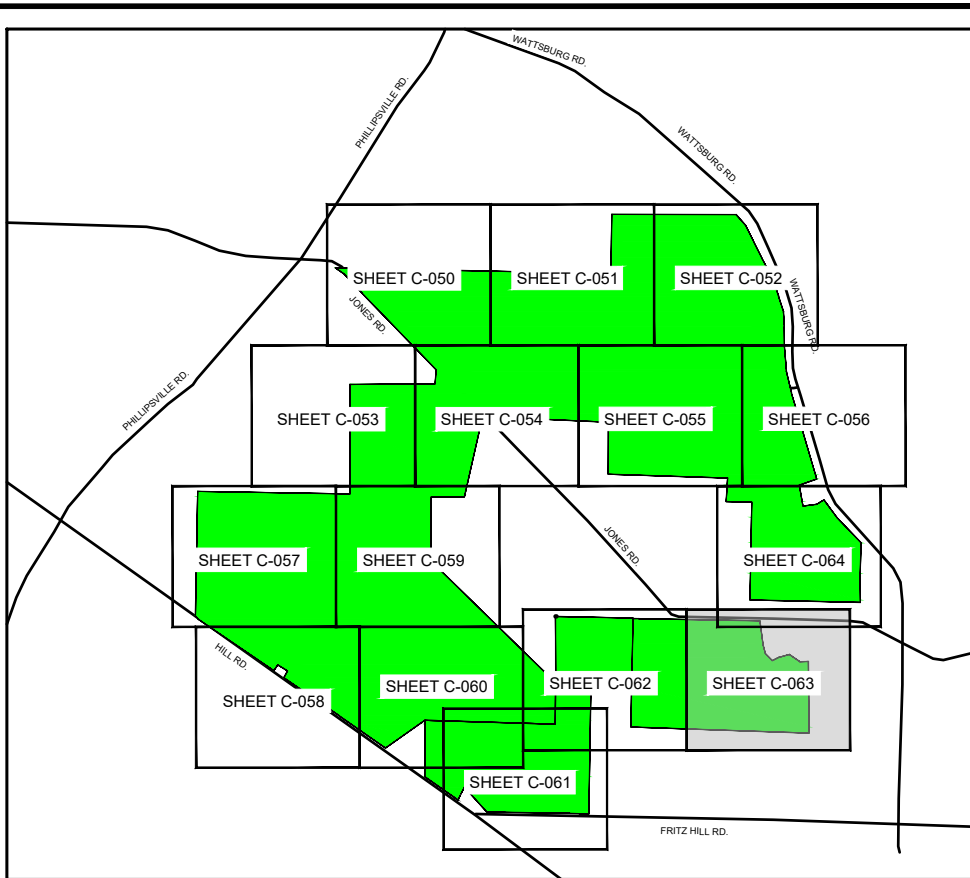 WATTSBURG RD.
PHILLIPSVILLE RD.
WATTSBURG RD.
SHEET C-050
SHEET C-051
SHEET C-052
JONES RD.
WATTSBURG RD.
PHILLIPSVILLE RD.
SHEET C-053
SHEET C-054
SHEET C-055
SHEET C-056
SHEET C-057
SHEET C-059
JONES RD.
SHEET C-064
HILL RD.
SHEET C-058
SHEET C-060
SHEET C-062
SHEET C-063
SHEET C-061
FRITZ HILL RD.